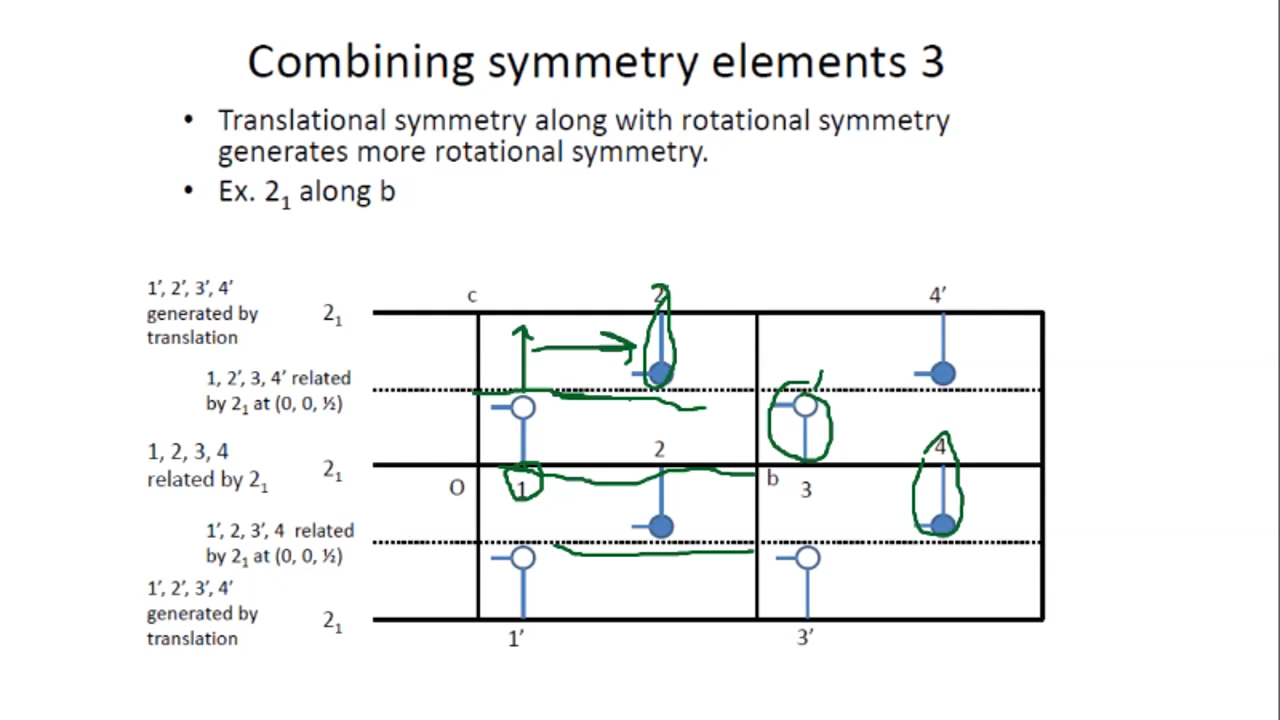 Combining symmetry elements 3
• Translational symmetry along with rotational symmetry
generates more rotational symmetry.
• Ex. 2₁ along b
1’, 2’, 3’, 4’
generated by
translation
2₁
c
2’
4’
1, 2’, 3, 4’ related
by 2₁ at (0, 0, ½)
1, 2, 3, 4
related by 2₁
2₁
O
1
2
b
3
4
1’, 2, 3’, 4 related
by 2₁ at (0, 0, ½)
1’, 2’, 3’, 4’
generated by
translation
2₁
1’
3’